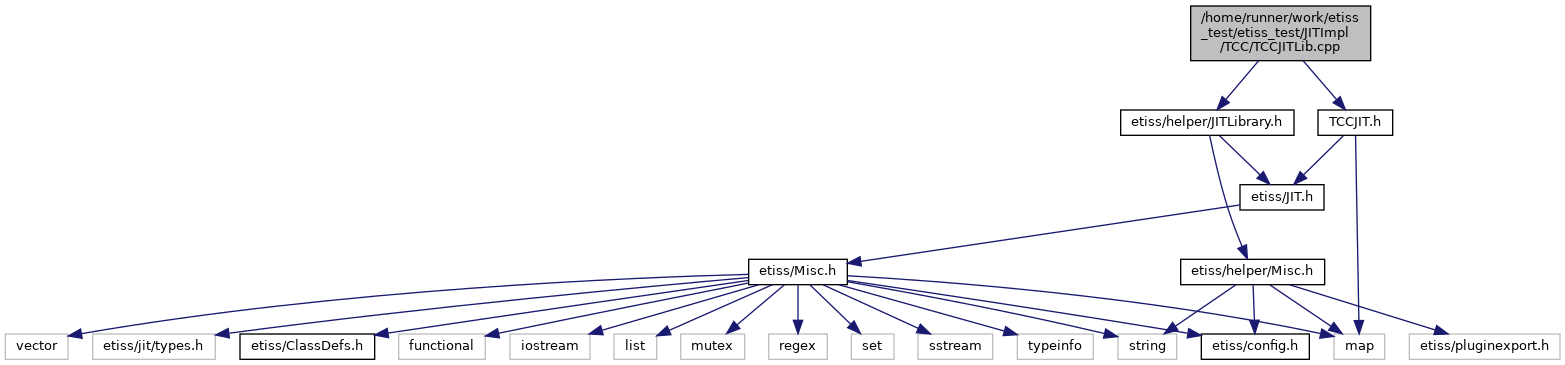 /home/runner/work/etiss
_test/etiss_test/JITImpl
/TCC/TCCJITLib.cpp
etiss/helper/JITLibrary.h
TCCJIT.h
etiss/JIT.h
etiss/Misc.h
etiss/helper/Misc.h
vector
etiss/jit/types.h
etiss/ClassDefs.h
functional
iostream
list
mutex
regex
set
sstream
typeinfo
string
etiss/config.h
map
etiss/pluginexport.h